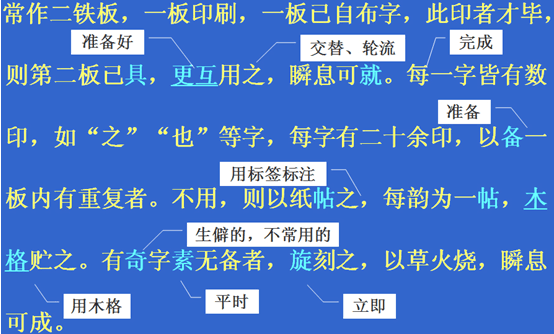 常作二铁板，一板印刷，一板已自布字，此印者才毕，
准备好
交替、轮流
完成
则第二板已具，更互用之，瞬息可就。每一字皆有数
准备
印，如“之”“也”等字，每字有二十余印，以备一
用标签标注
板内有重复者。不用，则以纸帖之，每韵为一帖，木
生僻的，不常用的
格贮之。有奇字素无备者，旋刻之，以草火烧，瞬息
用木格
平时
立即
可成。